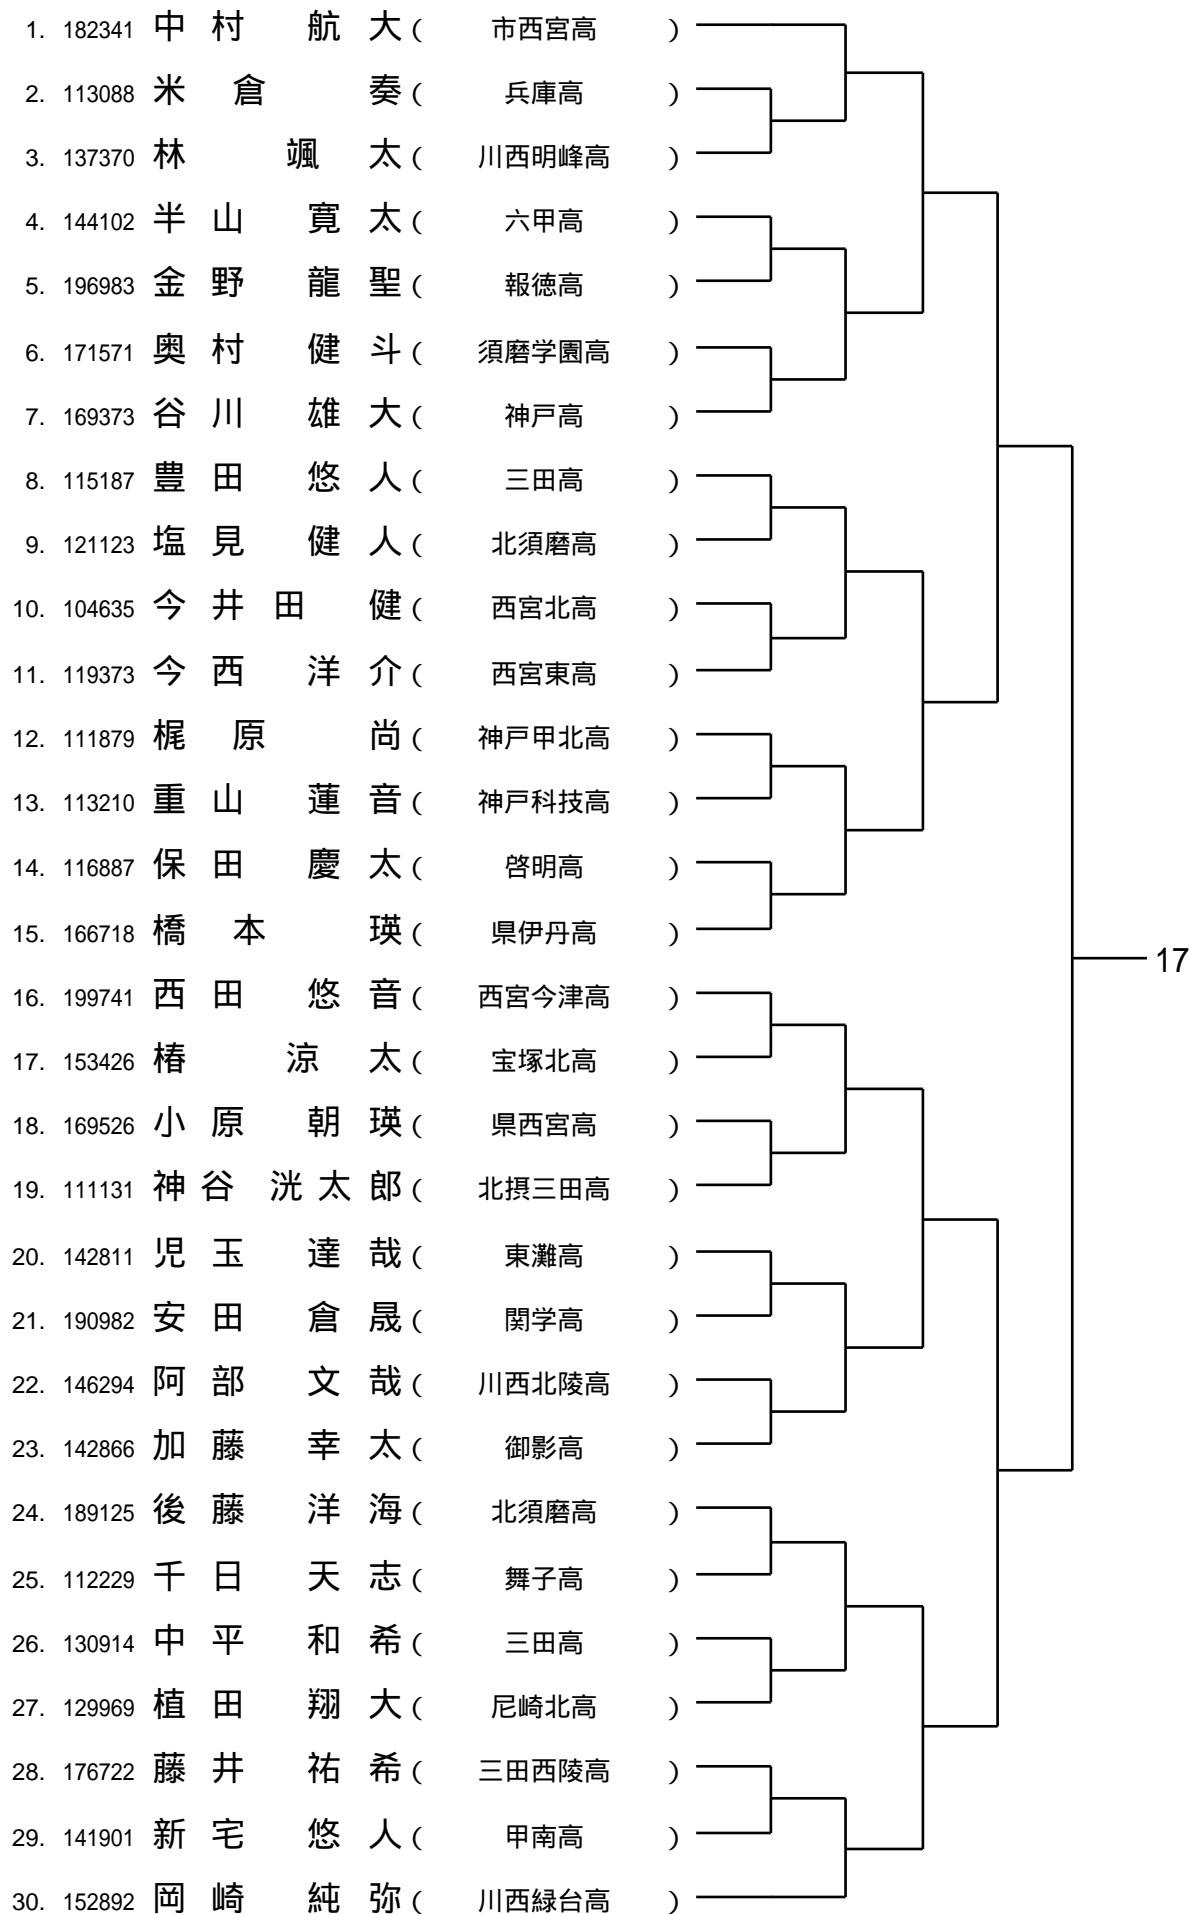 1. 182341 中村 航大 ( 市西宮高 )
2. 113088 米倉 奏 ( 兵庫高 )
3. 137370 林 颯太 ( 川西明峰高 )
4. 144102 半山 寛太 ( 六甲高 )
5. 196983 金野 龍聖 ( 報徳高 )
6. 171571 奥村 健斗 ( 須磨学園高 )
7. 169373 谷川 雄大 ( 神戸高 )
8. 115187 豊田 悠人 ( 三田高 )
9. 121123 塩見 健人 ( 北須磨高 )
10. 104635 今井田 健 ( 西宮北高 )
11. 119373 今西 洋介 ( 西宮東高 )
12. 111879 梶原 尚 ( 神戸甲北高 )
13. 113210 重山 蓮音 ( 神戸科技高 )
14. 116887 保田 慶太 ( 啓明高 )
15. 166718 橋本 瑛 ( 県伊丹高 )
17
16. 199741 西田 悠音 ( 西宮今津高 )
17. 153426 椿 涼太 ( 宝塚北高 )
18. 169526 小原 朝瑛 ( 県西宮高 )
19. 111131 神谷 洸太郎 ( 北摂三田高 )
20. 142811 児玉 達哉 ( 東灘高 )
21. 190982 安田 倉晟 ( 関学高 )
22. 146294 阿部 文哉 ( 川西北陵高 )
23. 142866 加藤 幸太 ( 御影高 )
24. 189125 後藤 洋海 ( 北須磨高 )
25. 112229 千日 天志 ( 舞子高 )
26. 130914 中平 和希 ( 三田高 )
27. 129969 植田 翔大 ( 尼崎北高 )
28. 176722 藤井 祐希 ( 三田西陵高 )
29. 141901 新宅 悠人 ( 甲南高 )
30. 152892 岡崎 純弥 ( 川西緑台高 )